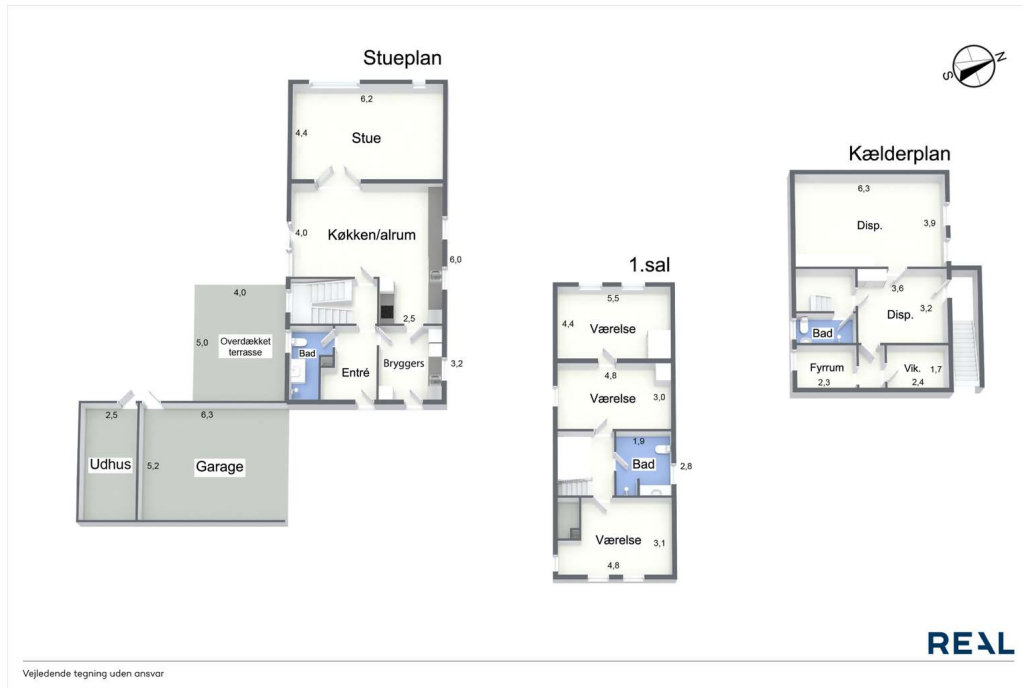 Stueplan
6,2
4,4
Stue
4,0
Køkken/alrum
6,0
2,5
4,0
5,0
Overdækket
terrasse
Bad
Entré
Bryggers
3,2
2,5
6,3
Udhus
5,2
Garage
1.sal
5,5
4,4
Værelse
4,8
Værelse
3,0
1,9
Bad
2,8
Værelse
3,1
4,8
N
S
Kælderplan
6,3
Disp.
3,9
3,6
3,2
Disp.
Bad
Fyrrum
2,3
Vik.
1,7
2,4
REAL
Vejledende tegning uden ansvar